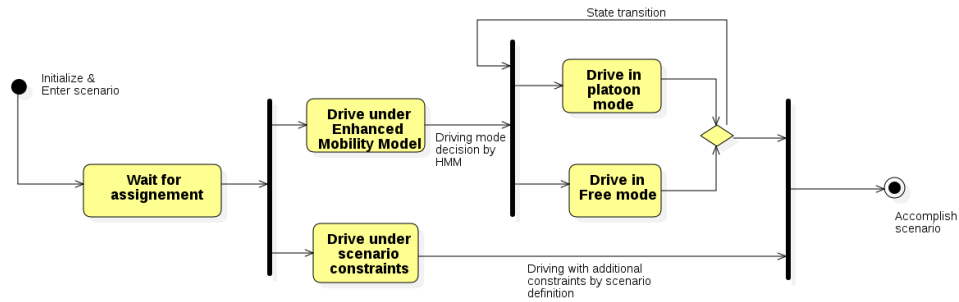 State transition
Initialize &
Enter scenario
Drive in
platoon
mode
Drive under
Enhanced
Mobility Model
Driving mode
decision by
HMM
Wait for
assignement
Drive in
Free mode
Drive under
scenario
constraints
Accomplish
scenario
Driving with additional
constraints by scenario
definition